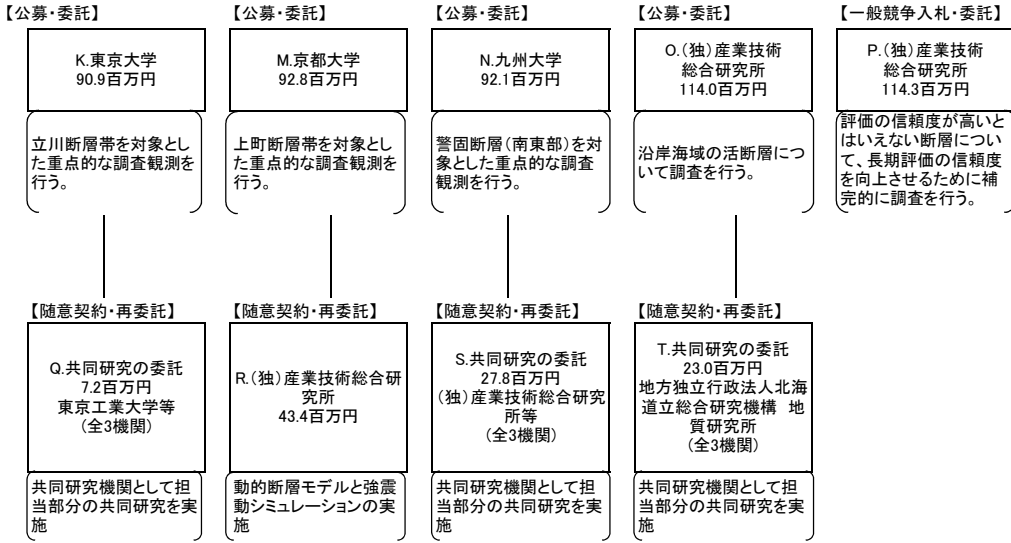 【公募・委託】
K.東京大学
90.9百万円
立川断層帯を対象とし
た重点的な調査観測を
行う。
【公募・委託】
M.京都大学
92.8百万円
上町断層帯を対象とし
た重点的な調査観測を
行う。
【公募・委託】
N.九州大学
92.1百万円
警固断層(南東部)を対
象とした重点的な調査
観測を行う。
【公募・委託】
O.(独)産業技術
総合研究所
114.0百万円
沿岸海域の活断層につ
いて調査を行う。
【一般競争入札・委託】
P.(独)産業技術
総合研究所
114.3百万円
評価の信頼度が高いと
はいえない断層につい
て、長期評価の信頼度
を向上させるために補
完的に調査を行う。
【随意契約・再委託】
Q.共同研究の委託
7.2百万円
東京工業大学等
(全3機関)
共同研究機関として担
当部分の共同研究を実
施
【随意契約・再委託】
R.(独)産業技術総合研
究所
43.4百万円
動的断層モデルと強震
動シミュレーションの実
施
【随意契約・再委託】
S.共同研究の委託
27.8百万円
(独)産業技術総合研究
所等
(全3機関)
共同研究機関として担
当部分の共同研究を実
施
【随意契約・再委託】
T.共同研究の委託
23.0百万円
地方独立行政法人北海
道立総合研究機構 地
質研究所
(全3機関)
共同研究機関として担
当部分の共同研究を実
施